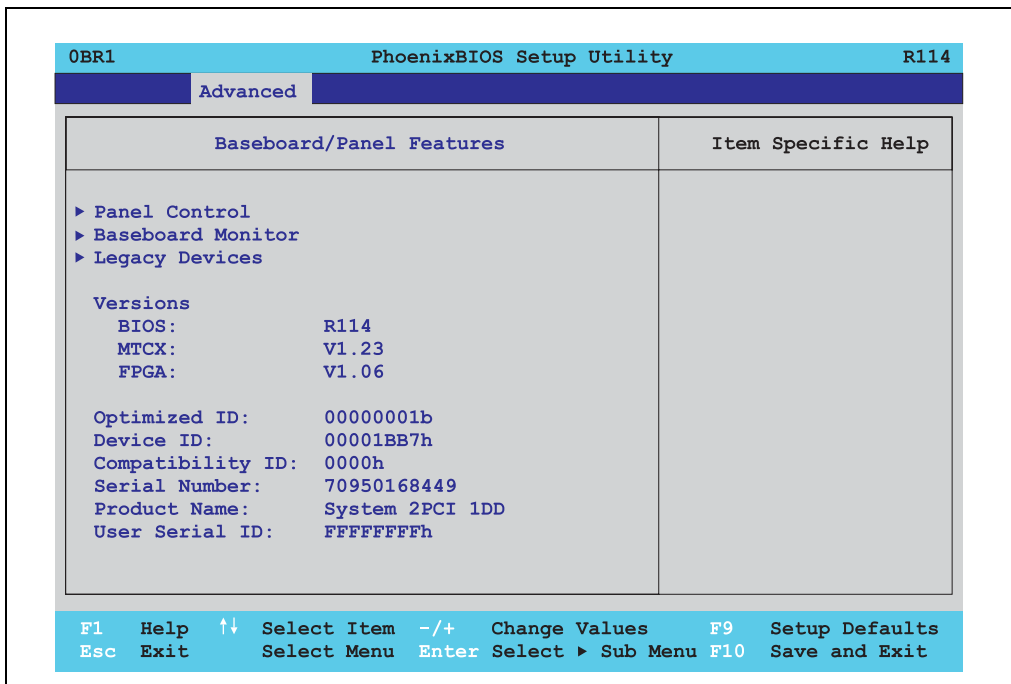 0BR1 PhoenixBIOS Setup Utility R114
Advanced
Baseboard/Panel Features Item Specific Help
▶ Panel Control
▶ Baseboard Monitor
▶ Legacy Devices
Versions
BIOS: R114
MTCX: V1.23
FPGA: V1.06
Optimized ID: 00000001b
Device ID: 00001BB7h
Compatibility ID: 0000h
Serial Number: 70950168449
Product Name: System 2PCI 1DD
User Serial ID: FFFFFFFFh
F1 Help ↑↓ Select Item -/+ Change Values F9 Setup Defaults
Esc Exit Select Menu Enter Select ▶ Sub Menu F10 Save and Exit